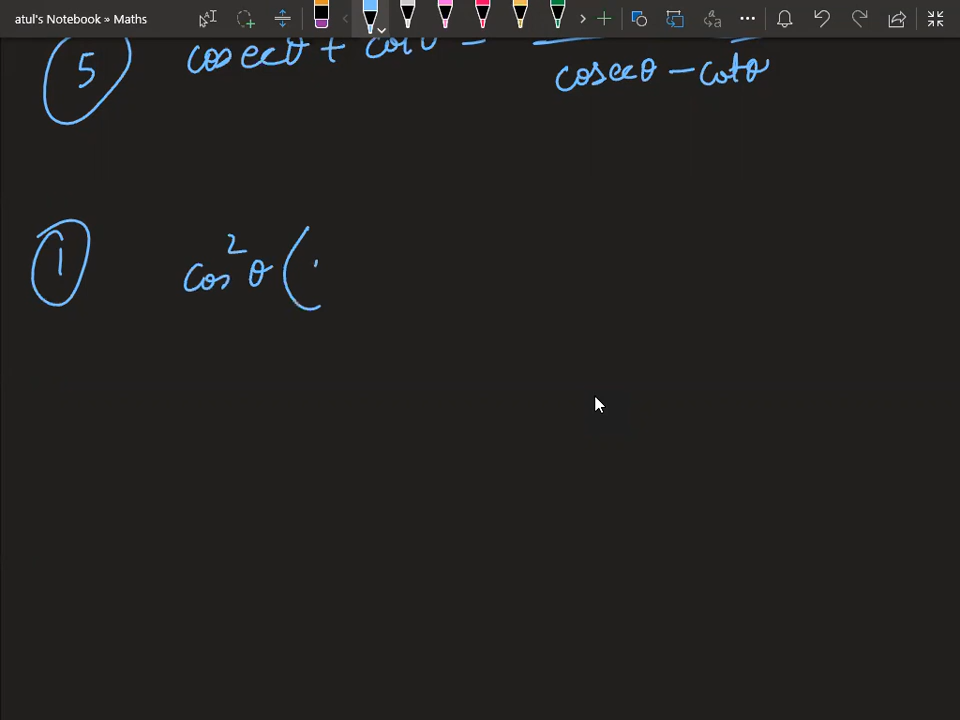 atul's Notebook » Maths
5 cosecθ + cotθ =
cosecθ − cotθ
1 cos²θ (